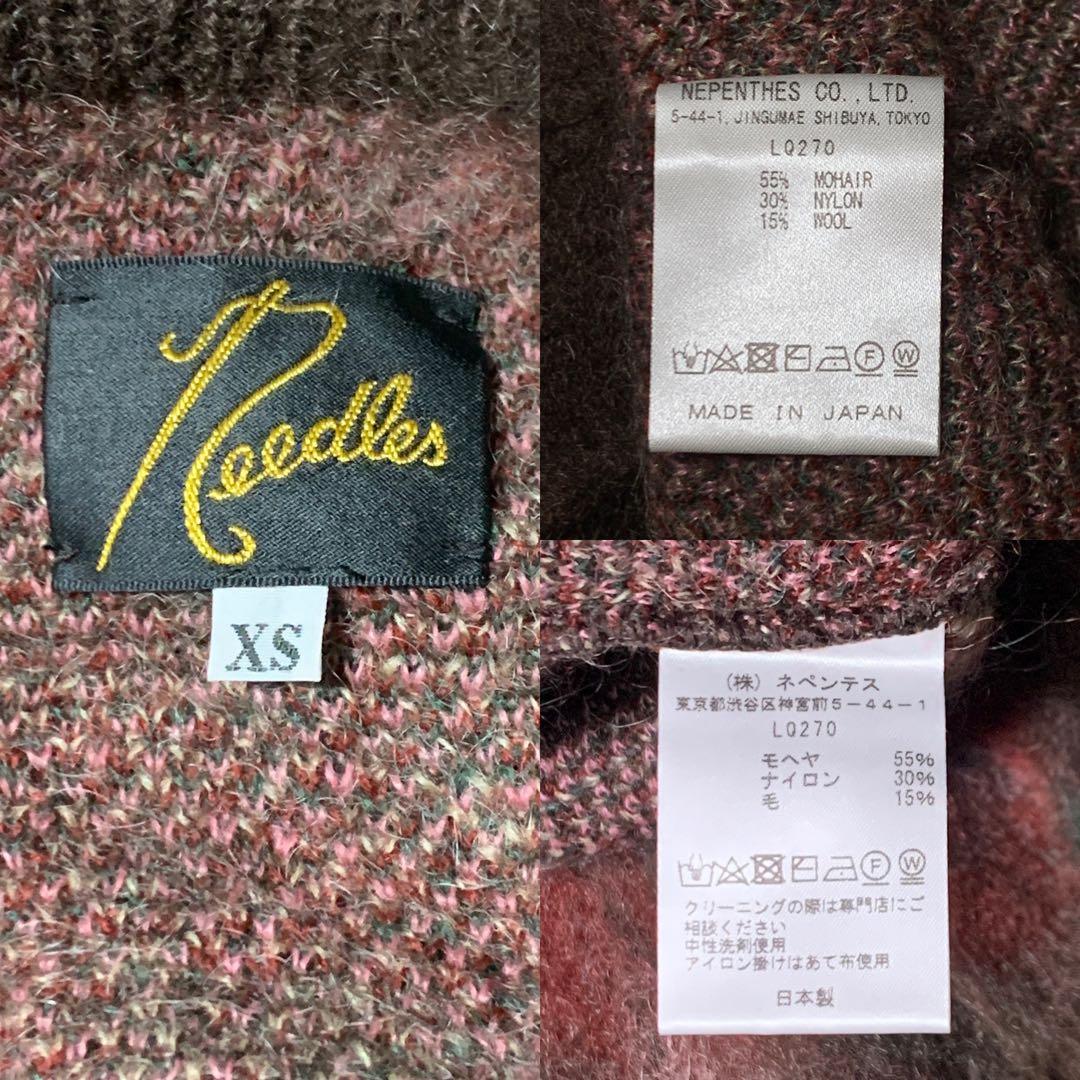 Needles
XS
NEPENTHES CO.,LTD.
5-44-1, JINGUMAE SHIBUYA, TOKYO
LQ270
55% MOHAIR
30% NYLON
15% WOOL
F W
MADE IN JAPAN
(株) ネペンテス
東京都渋谷区神宮前5-44-1
LQ270
モヘヤ 55%
ナイロン 30%
毛 15%
F W
クリーニングの際は専門店にご
相談ください
中性洗剤使用
アイロン掛けはあて布使用
日本製